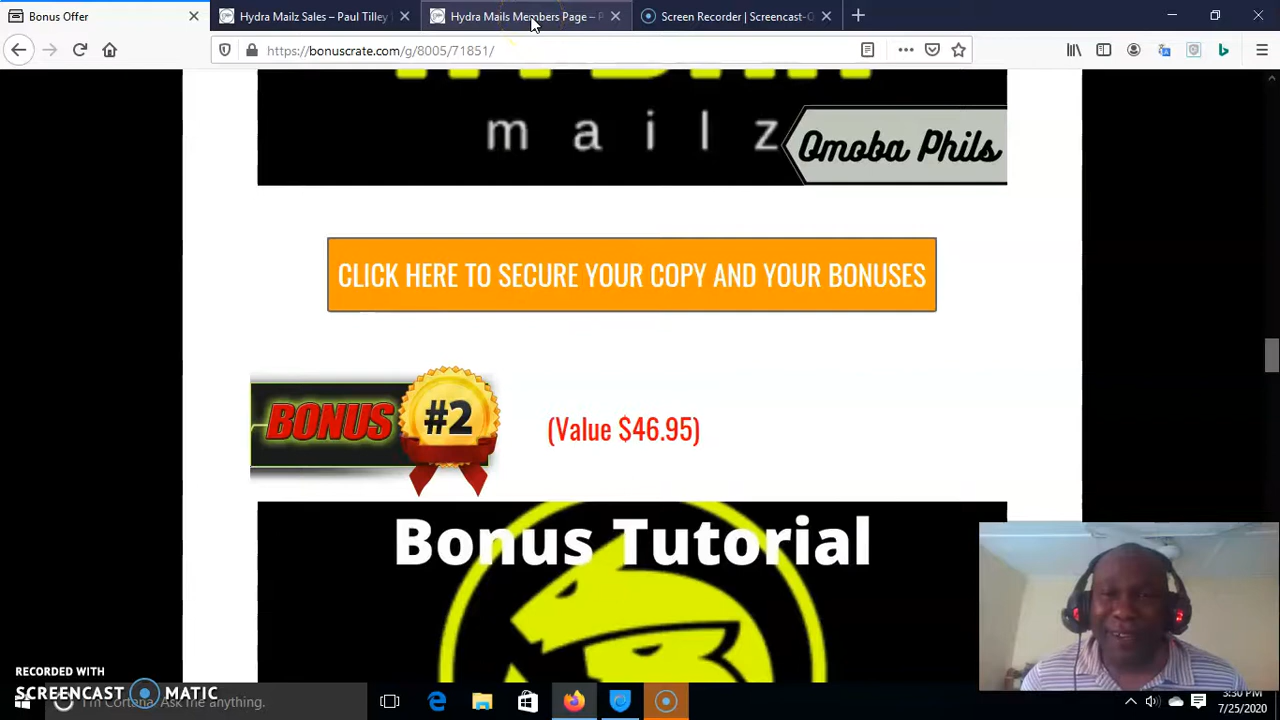 Bonus Offer
Hydra Mailz Sales – Paul Tilley
Hydra Mails Members Page –
Screen Recorder | Screencast-O
https://bonuscrate.com/g/8005/71851/
m a i l z
Omoba Phils
CLICK HERE TO SECURE YOUR COPY AND YOUR BONUSES
BONUS #2
(Value $46.95)
Bonus Tutorial
RECORDED WITH
SCREENCAST MATIC
I'm Cortana. Ask me anything.
3:30 PM
7/25/2020